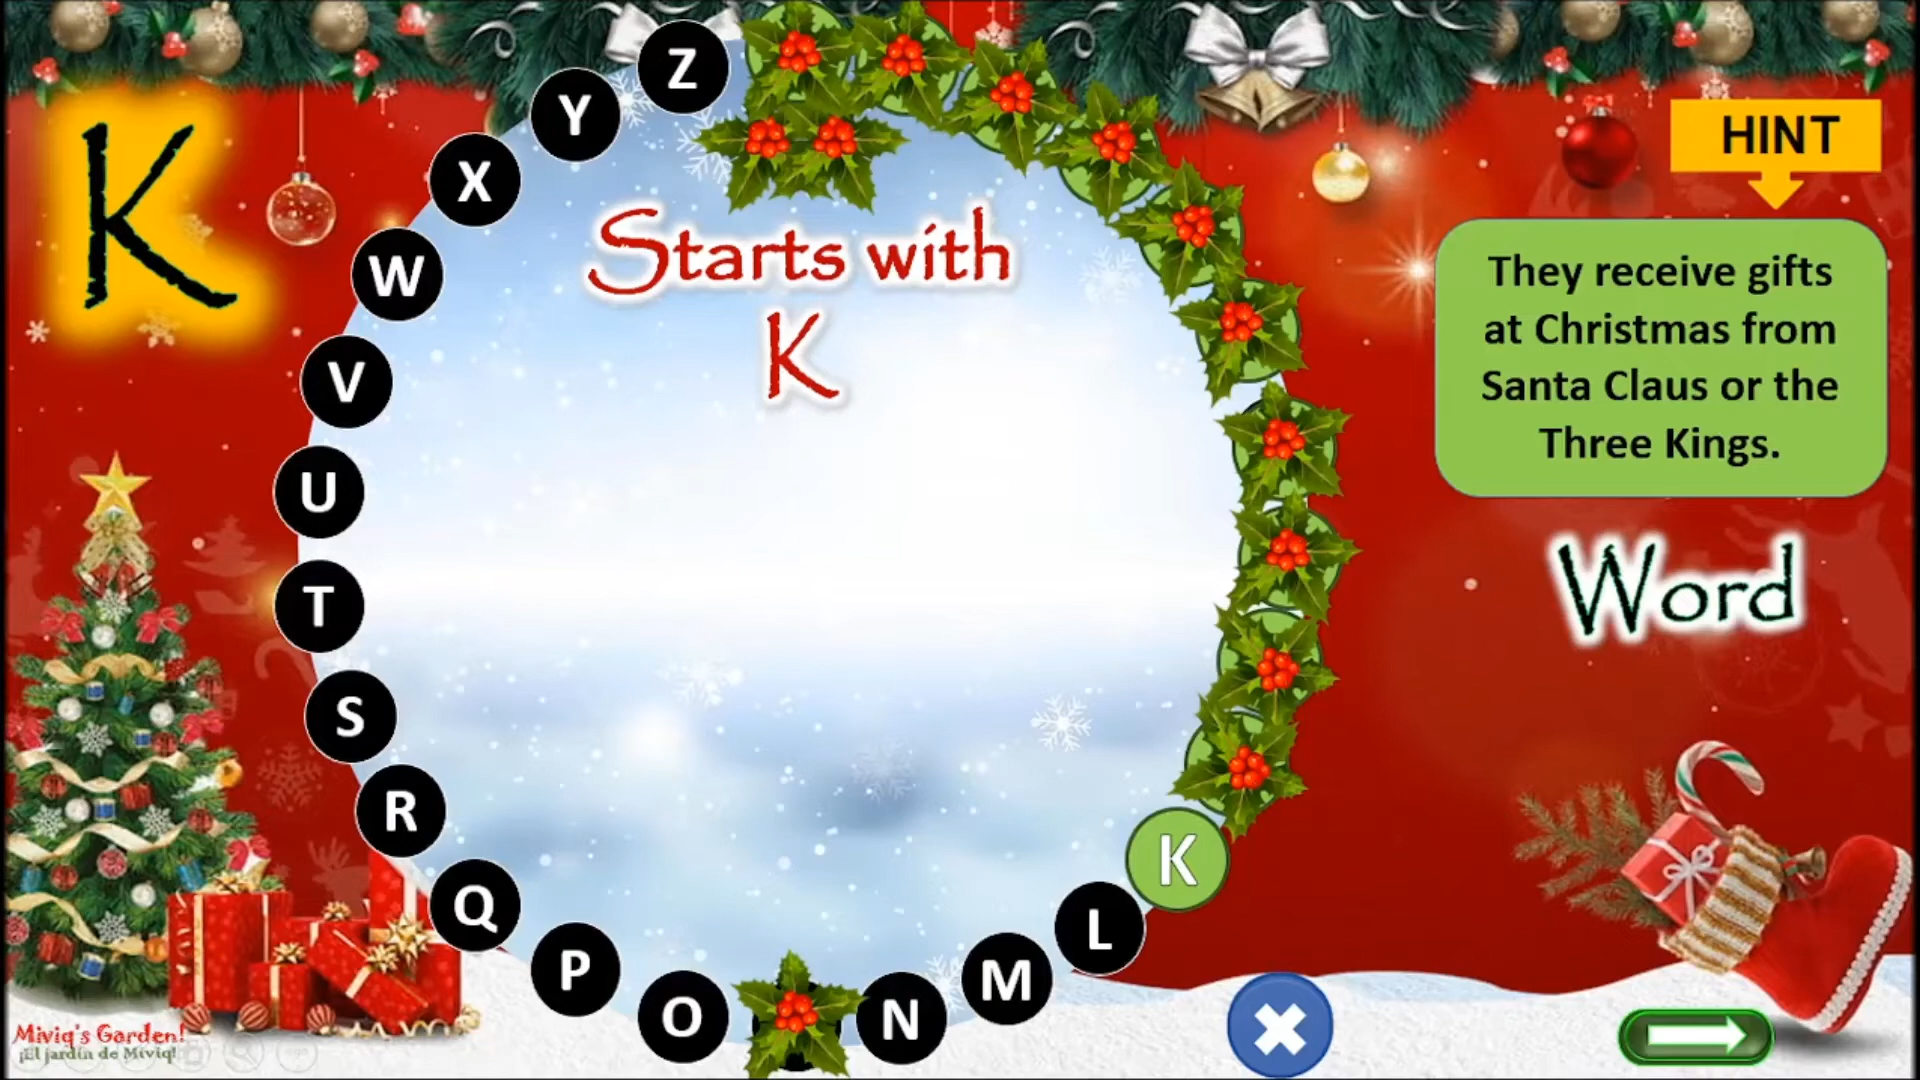 K
Starts with
K
HINT
They receive gifts
at Christmas from
Santa Claus or the
Three Kings.
Word
Z
Y
X
W
V
U
T
S
R
Q
P
O
N
M
L
K
Miviq's Garden!
¡El jardín de Miviq!